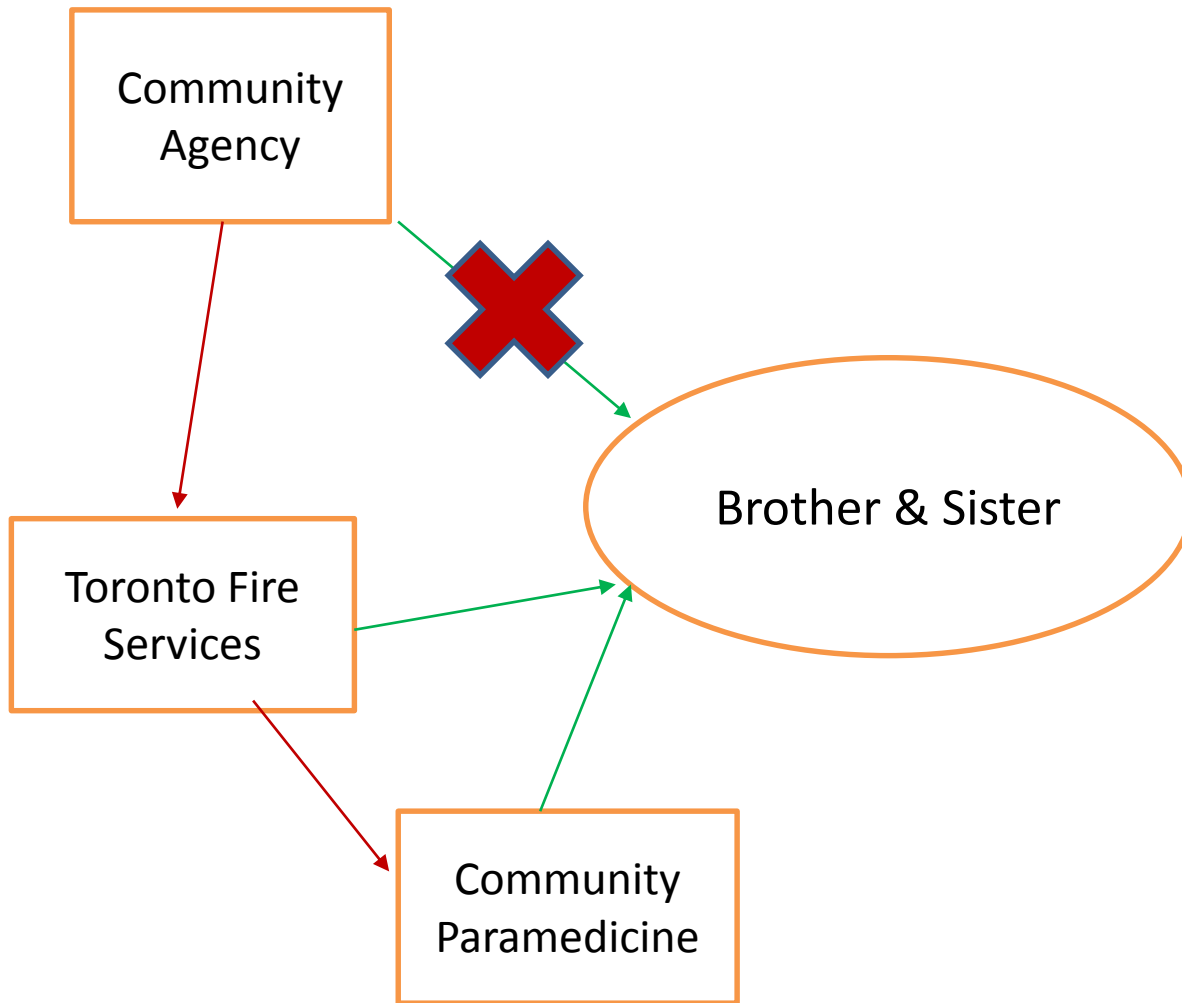 Community
Agency
Brother & Sister
Toronto Fire
Services
Community
Paramedicine